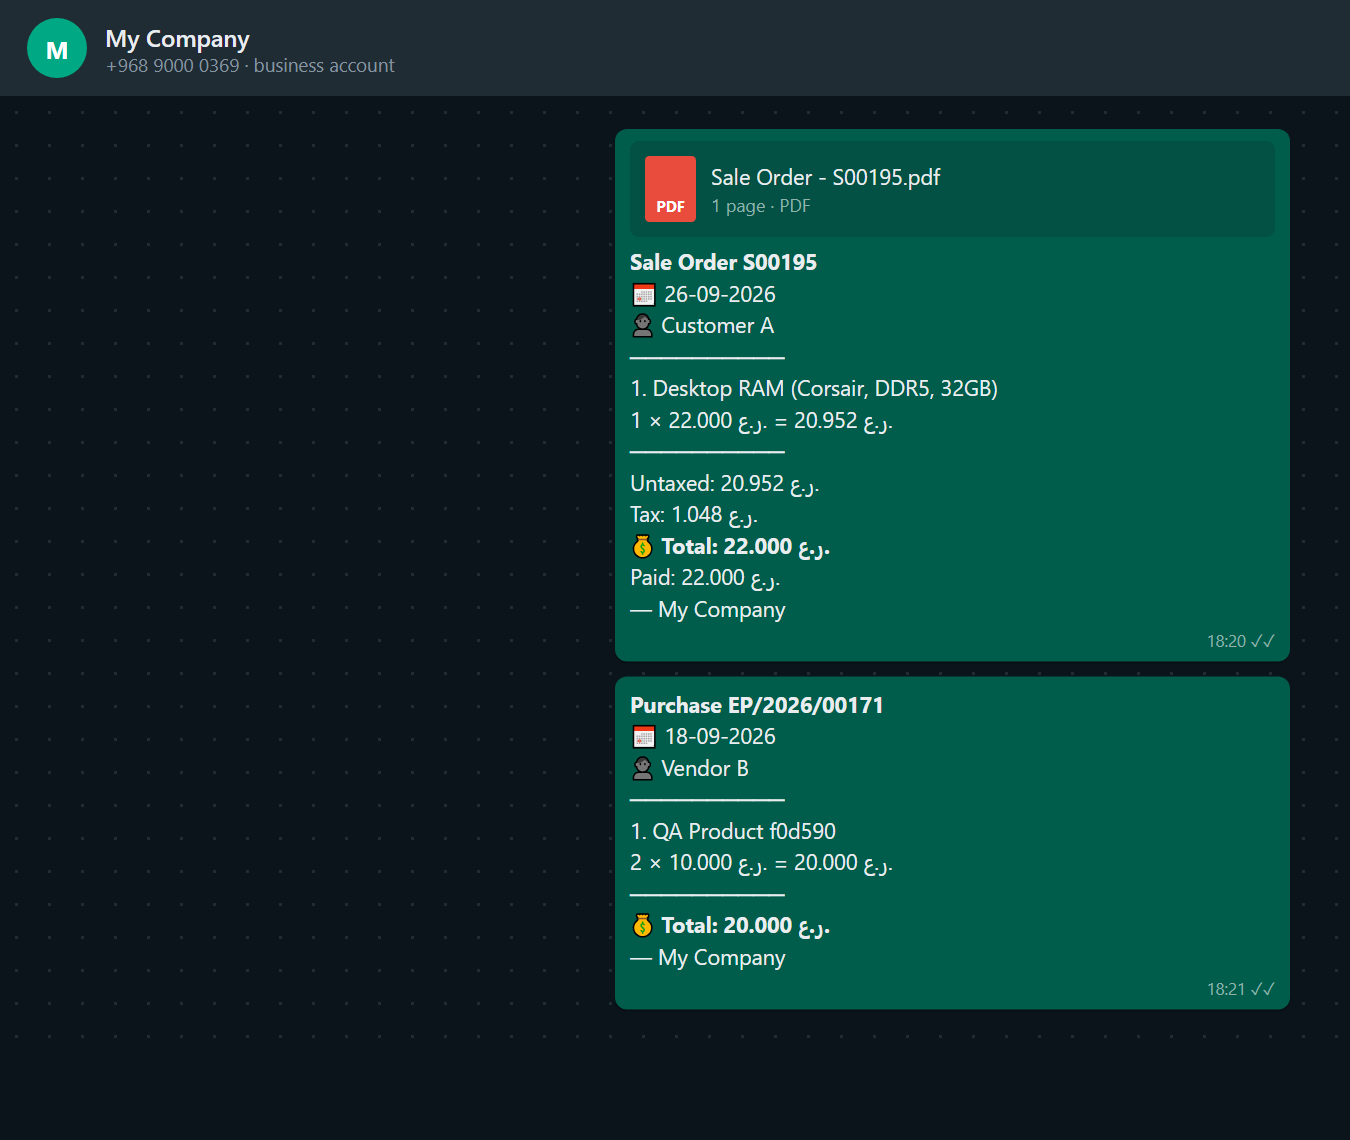 M
My Company
+968 9000 0369 · business account
PDF
Sale Order - S00195.pdf
1 page · PDF
Sale Order S00195
📅 26-09-2026
👤 Customer A
──────────
1. Desktop RAM (Corsair, DDR5, 32GB)
1 × 22.000 ر.ع. = 20.952 ر.ع.
──────────
Untaxed: 20.952 ر.ع.
Tax: 1.048 ر.ع.
💰 Total: 22.000 ر.ع.
Paid: 22.000 ر.ع.
— My Company
18:20 ✓✓
Purchase EP/2026/00171
📅 18-09-2026
👤 Vendor B
──────────
1. QA Product f0d590
2 × 10.000 ر.ع. = 20.000 ر.ع.
──────────
💰 Total: 20.000 ر.ع.
— My Company
18:21 ✓✓